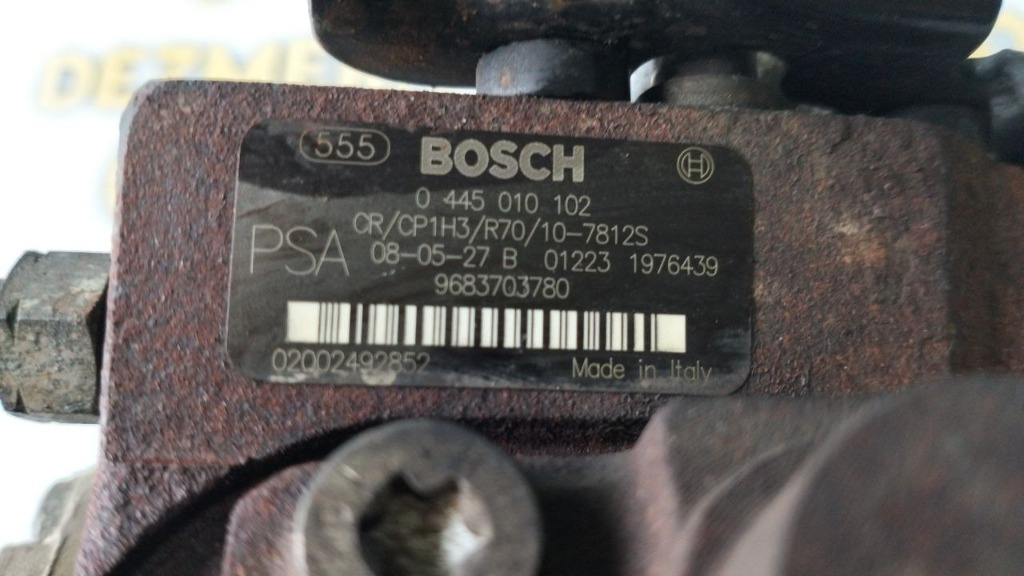 555 BOSCH
0 445 010 102
CR/CP1H3/R70/10-7812S
PSA 08-05-27 B 01223 1976439
9683703780
02002492852 Made in Italy